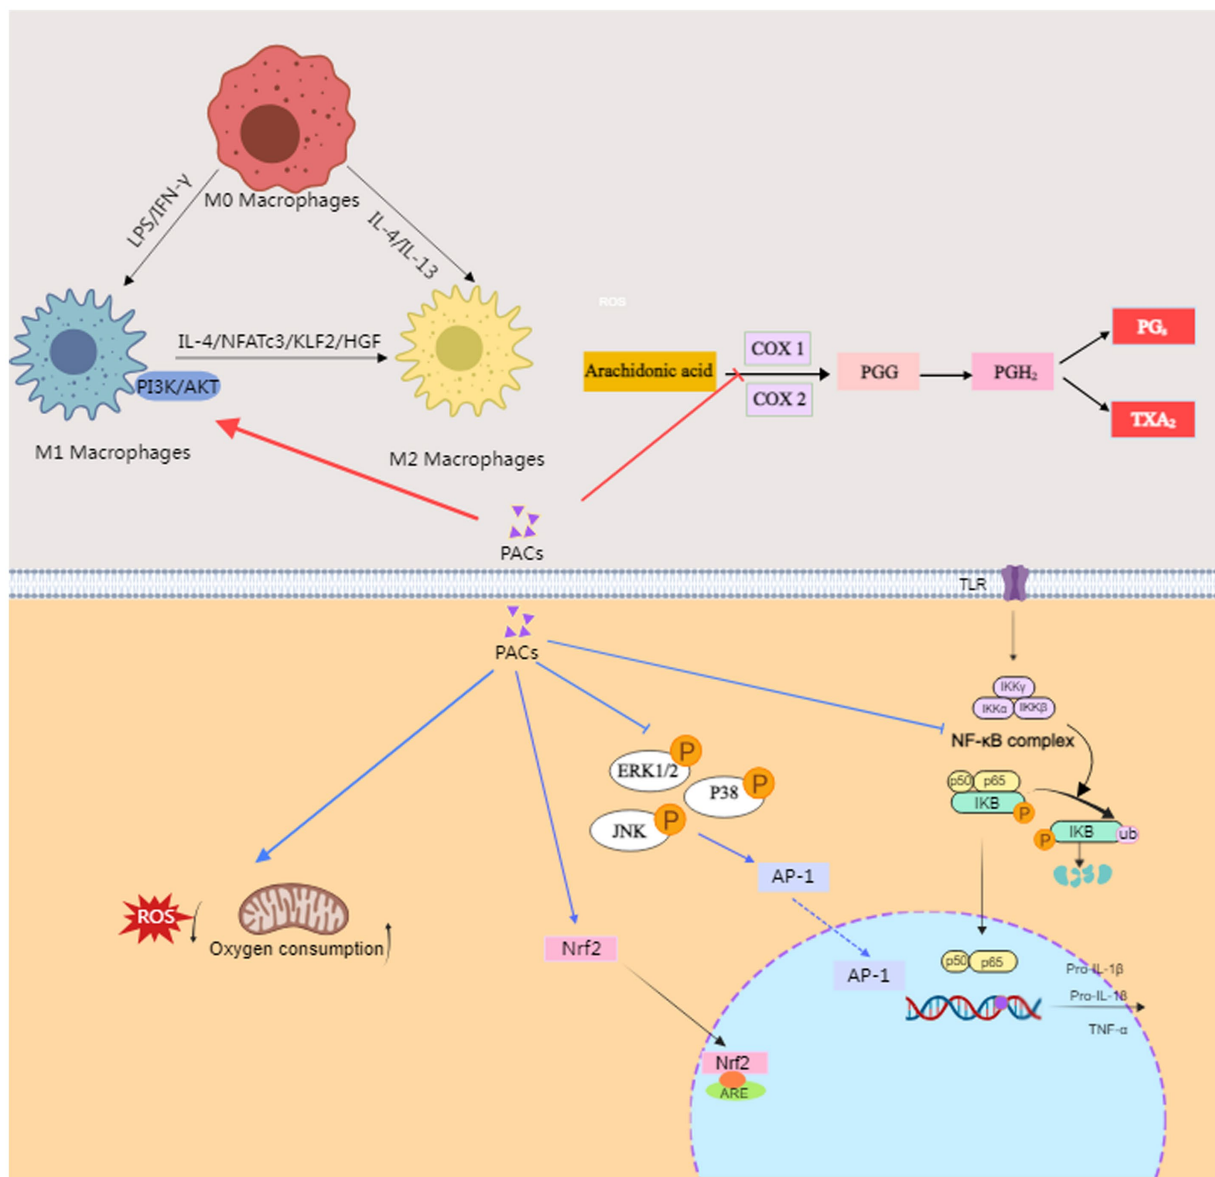 M0 Macrophages
LPS/IFN-γ
IL-4/IL-13
IL-4/NFATc3/KLF2/HGF
PI3K/AKT
M1 Macrophages
M2 Macrophages
ROS
Arachidonic acid
COX 1
COX 2
PGG
PGH₂
PGₛ
TXA₂
PACs
TLR
PACs
IKKγ
IKKα
IKKβ
NF-κB complex
p50
p65
IKB
P
P
IKB
ub
ERK1/2
P
P38
P
JNK
P
AP-1
ROS
Oxygen consumption
Nrf2
AP-1
p50
p65
Pro-IL-1β
Pro-IL-18
TNF-α
Nrf2
ARE